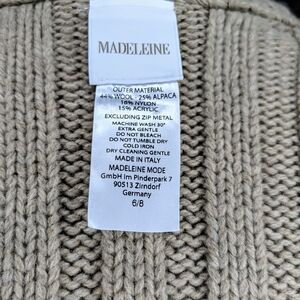 MADELEINE
OUTER MATERIAL
44% WOOL - 25% ALPACA
16% NYLON
15% ACRYLIC
EXCLUDING ZIP METAL
MACHINE WASH 30°
EXTRA GENTLE
DO NOT BLEACH
DO NOT TUMBLE DRY
COLD IRON
DRY CLEANING GENTLE
MADE IN ITALY
MADELEINE MODE
GmbH Im Pinderpark 7
90513 Zirndorf
Germany
6/8